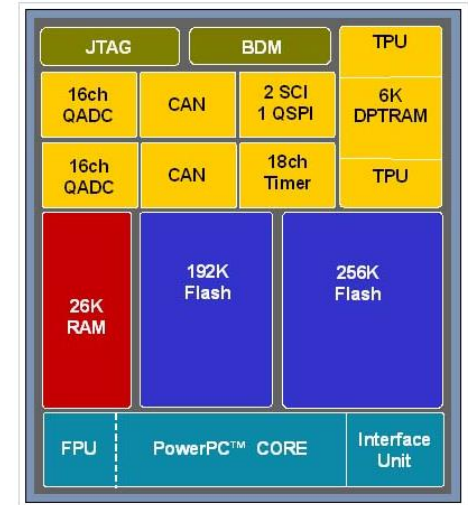 JTAG
BDM
TPU
16ch
QADC
CAN
2 SCI
1 QSPI
6K
DPTRAM
16ch
QADC
CAN
18ch
Timer
TPU
26K
RAM
192K
Flash
256K
Flash
FPU
PowerPC™ CORE
Interface
Unit